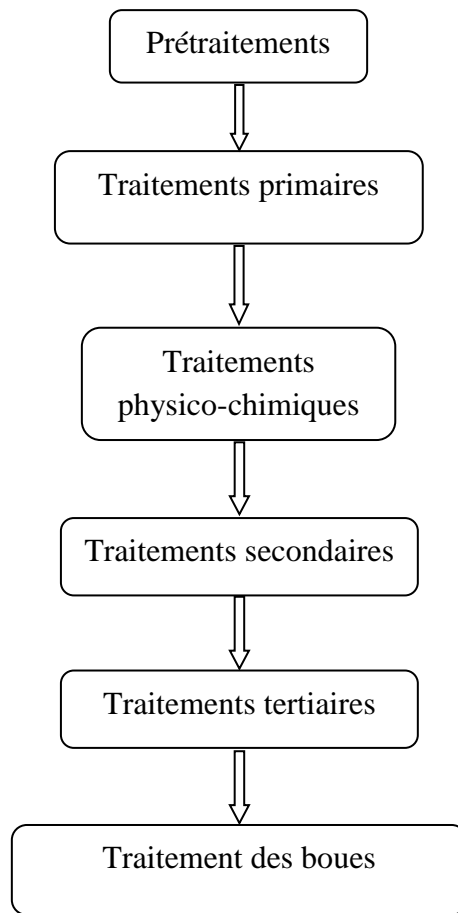 Prétraitements
Traitements primaires
Traitements
physico-chimiques
Traitements secondaires
Traitements tertiaires
Traitement des boues